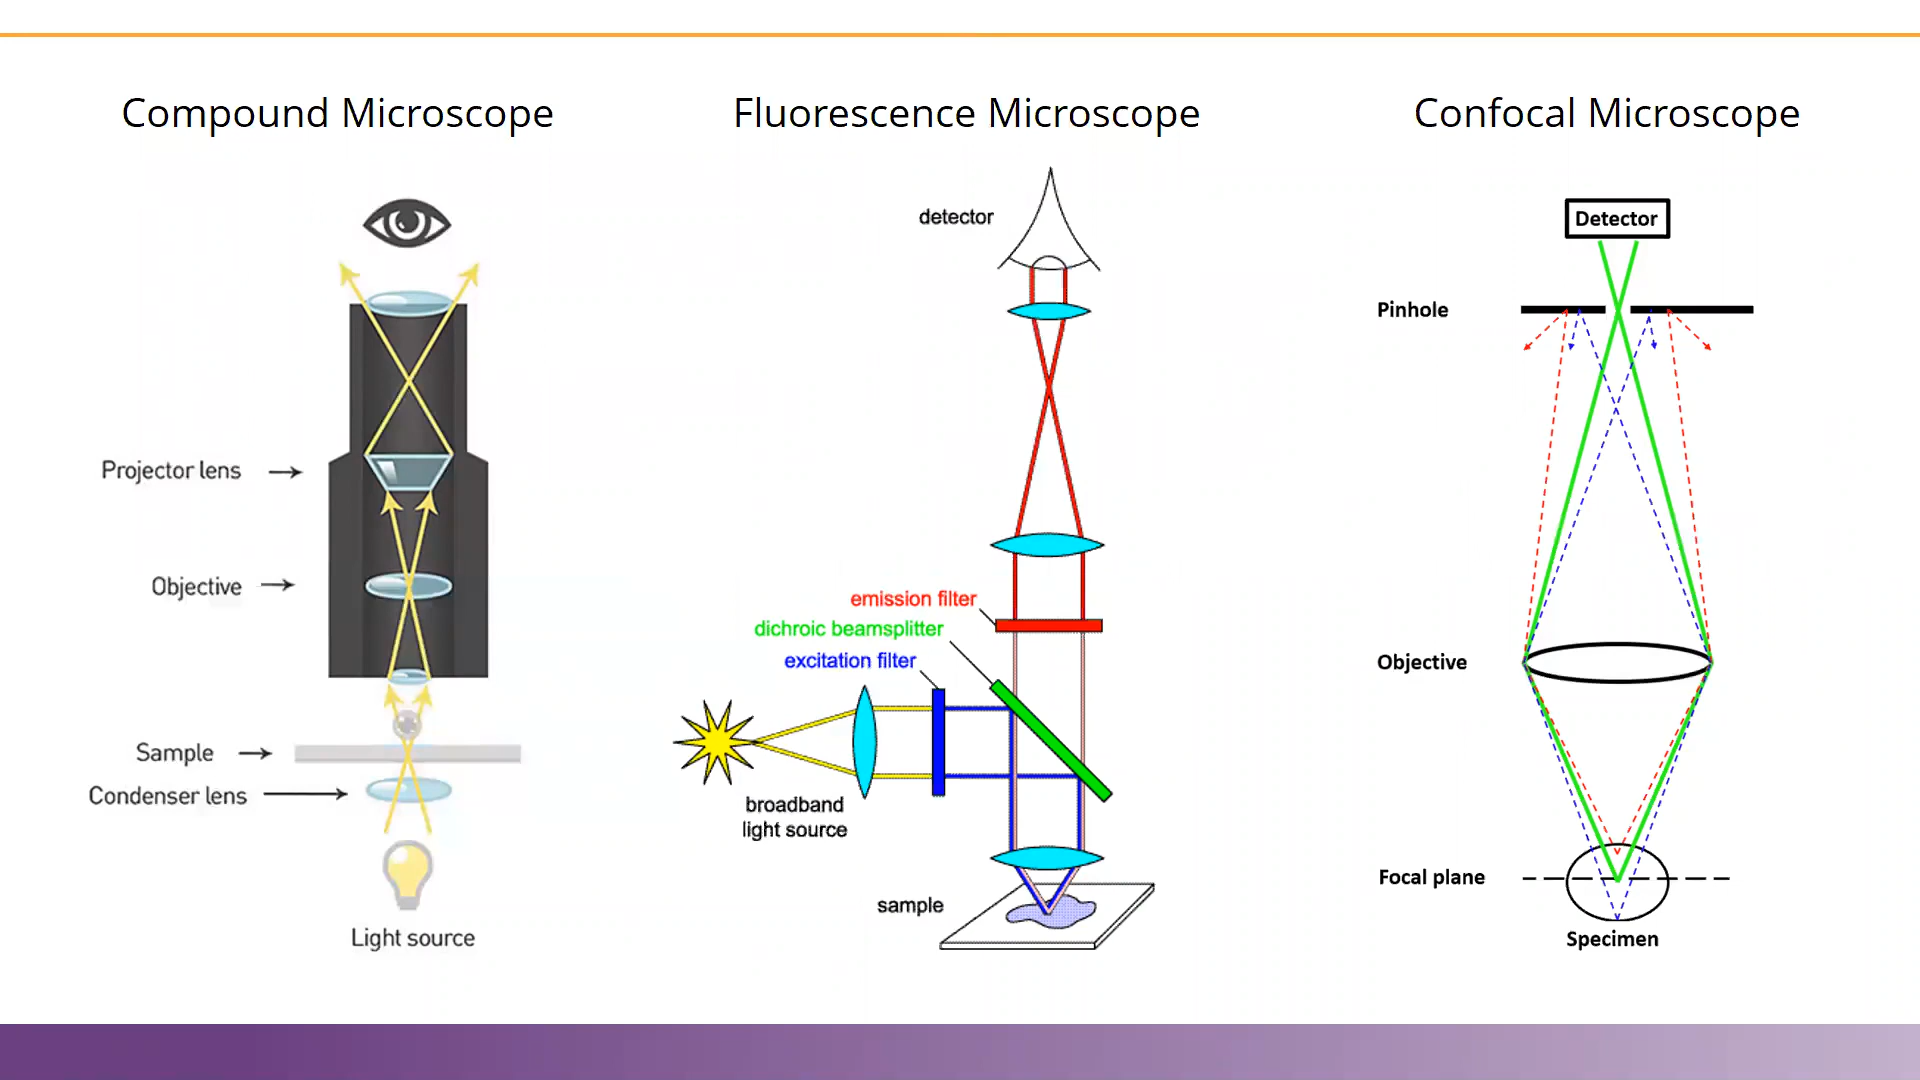 Compound Microscope
Projector lens
Objective
Sample
Condenser lens
Light source
Fluorescence Microscope
detector
emission filter
dichroic beamsplitter
excitation filter
broadband
light source
sample
Confocal Microscope
Detector
Pinhole
Objective
Focal plane
Specimen